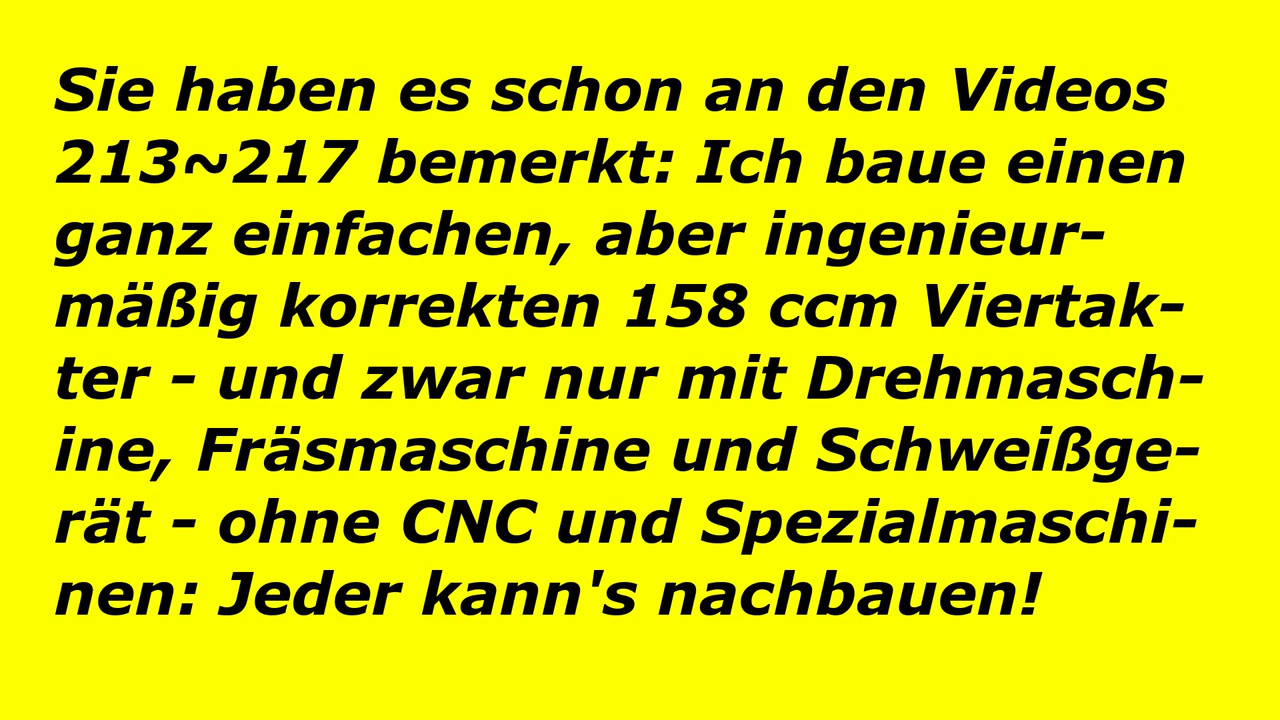 Sie haben es schon an den Videos
213~217 bemerkt: Ich baue einen
ganz einfachen, aber ingenieur-
mäßig korrekten 158 ccm Viertak-
ter - und zwar nur mit Drehmasch-
ine, Fräsmaschine und Schweißge-
rät - ohne CNC und Spezialmaschi-
nen: Jeder kann's nachbauen!